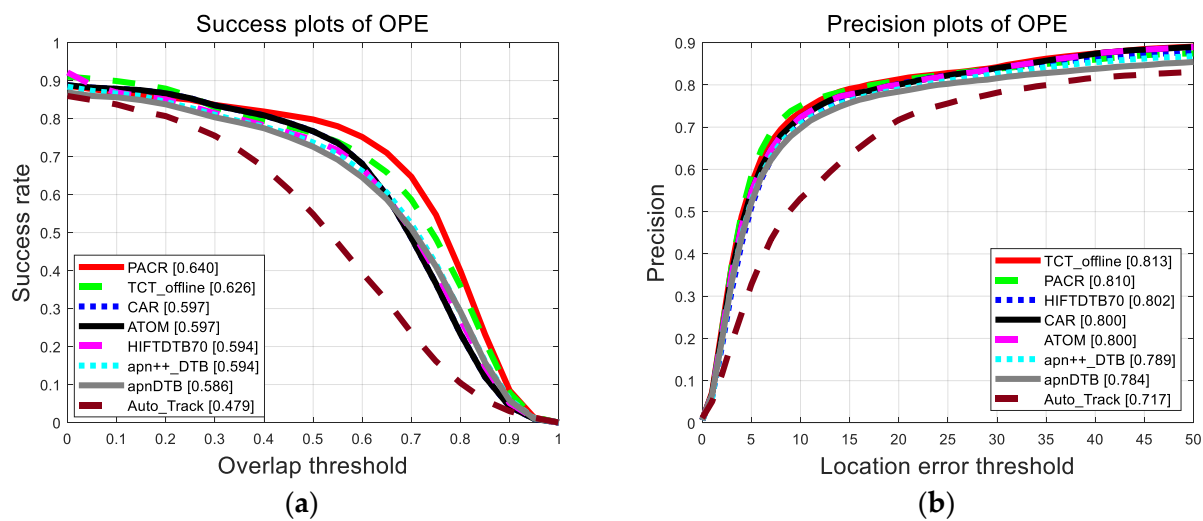 Success plots of OPE
1
0.9
0.8
0.7
0.6
0.5
0.4
0.3
0.2
0.1
0
Success rate
PACR [0.640]
TCT_offline [0.626]
CAR [0.597]
ATOM [0.597]
HIFTDTB70 [0.594]
apn++_DTB [0.594]
apnDTB [0.586]
Auto_Track [0.479]
0 0.1 0.2 0.3 0.4 0.5 0.6 0.7 0.8 0.9 1
Overlap threshold
(a)
Precision plots of OPE
0.9
0.8
0.7
0.6
0.5
0.4
0.3
0.2
0.1
0
Precision
TCT_offline [0.813]
PACR [0.810]
HIFTDTB70 [0.802]
CAR [0.800]
ATOM [0.800]
apn++_DTB [0.789]
apnDTB [0.784]
Auto_Track [0.717]
0 5 10 15 20 25 30 35 40 45 50
Location error threshold
(b)